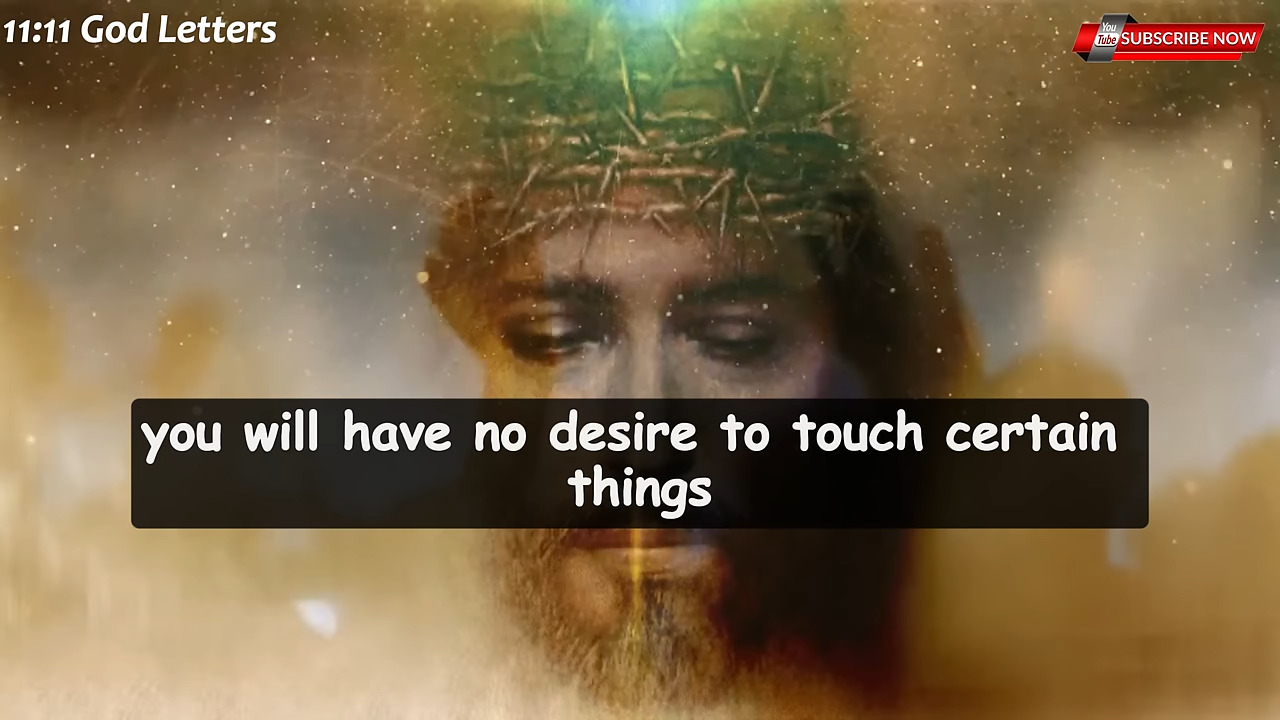 11:11 God Letters
You
Tube
SUBSCRIBE NOW
you will have no desire to touch certain
things